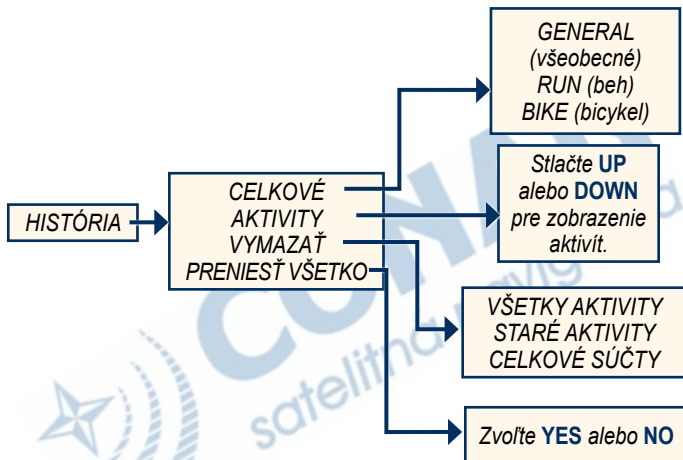 GENERAL
(všeobecné)
RUN (beh)
BIKE (bicykel)
HISTÓRIA
CELKOVÉ
AKTIVITY
VYMAZAŤ
PRENIESŤ VŠETKO
Stlačte UP
alebo DOWN
pre zobrazenie
aktivít.
VŠETKY AKTIVITY
STARÉ AKTIVITY
CELKOVÉ SÚČTY
Zvoľte YES alebo NO
satelitná